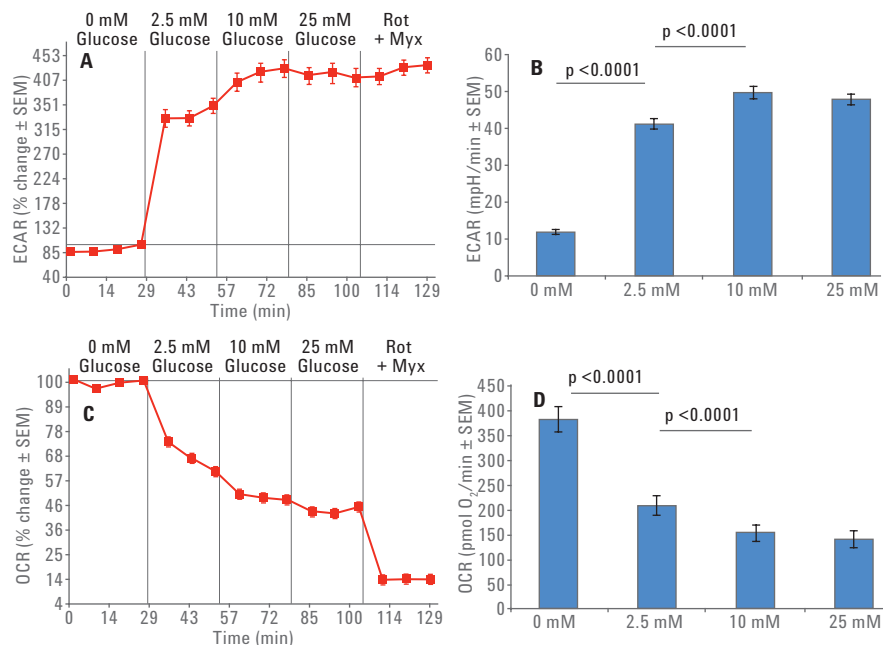 0 mM 2.5 mM 10 mM 25 mM Rot
Glucose Glucose Glucose Glucose + Myx
A
ECAR (% change ± SEM)
453
407
351
315
270
224
178
132
85
40
0 14 29 43 57 72 85 100 114 129
Time (min)
B
p <0.0001
p <0.0001
ECAR (mpH/min ± SEM)
60
50
40
30
20
10
0
0 mM 2.5 mM 10 mM 25 mM
0 mM 2.5 mM 10 mM 25 mM Rot
Glucose Glucose Glucose Glucose + Myx
C
OCR (% change ± SEM)
100
89
79
68
57
46
36
25
14
4
0 14 29 43 57 72 85 100 114 129
Time (min)
D
p <0.0001
p <0.0001
OCR (pmol O₂/min ± SEM)
450
400
350
300
250
200
150
100
50
0
0 mM 2.5 mM 10 mM 25 mM